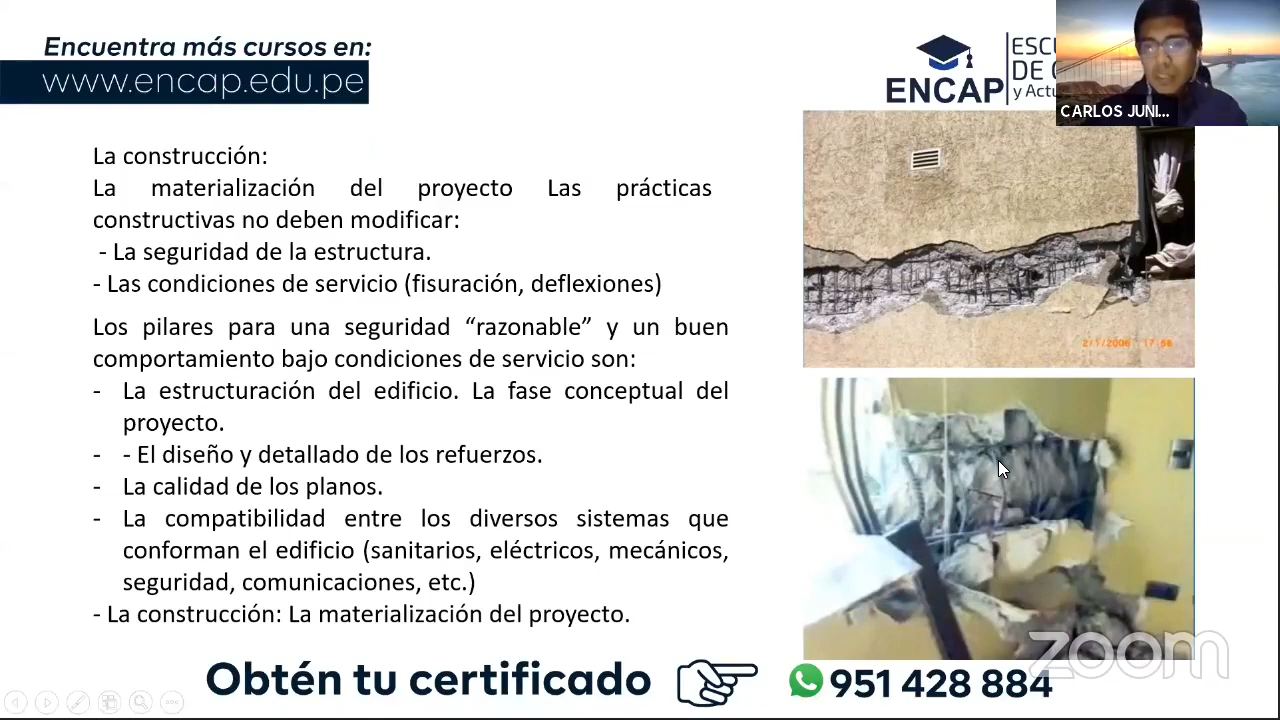 Encuentra más cursos en:
www.encap.edu.pe
ENCAP
y Actu
CARLOS JUNI...
La construcción:
La materialización del proyecto Las prácticas
constructivas no deben modificar:
- La seguridad de la estructura.
- Las condiciones de servicio (fisuración, deflexiones)
Los pilares para una seguridad “razonable” y un buen
comportamiento bajo condiciones de servicio son:
- La estructuración del edificio. La fase conceptual del
proyecto.
- - El diseño y detallado de los refuerzos.
- La calidad de los planos.
- La compatibilidad entre los diversos sistemas que
conforman el edificio (sanitarios, eléctricos, mecánicos,
seguridad, comunicaciones, etc.)
- La construcción: La materialización del proyecto.
Obtén tu certificado
951 428 884
zoom